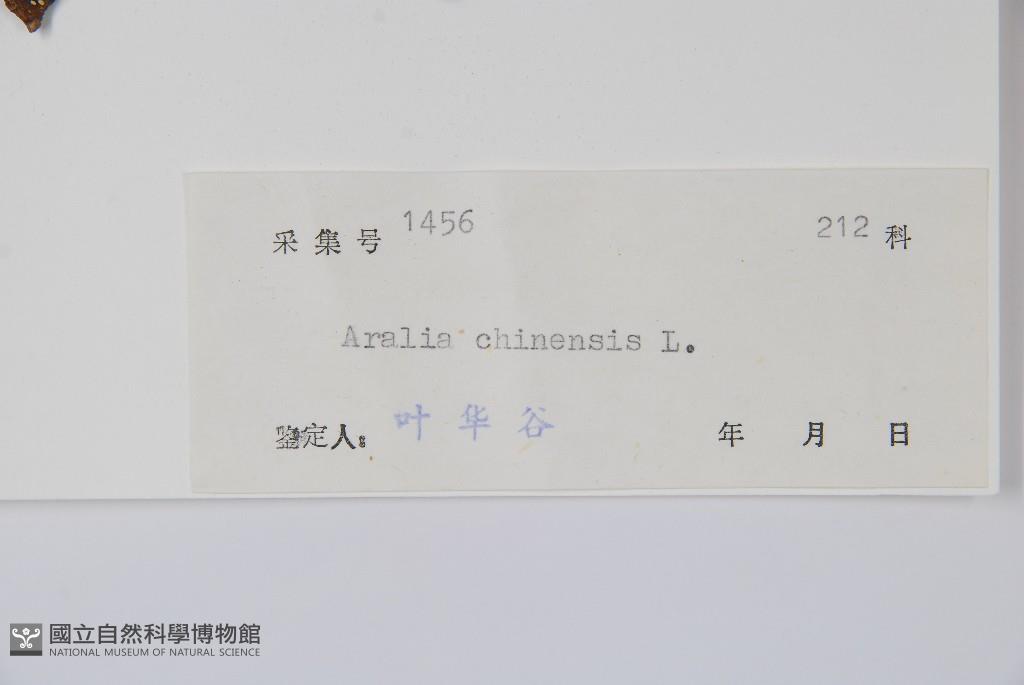 采集号 1456 212 科
Aralia chinensis L.
鉴定人: 叶华谷 年 月 日
國立自然科學博物館
NATIONAL MUSEUM OF NATURAL SCIENCE